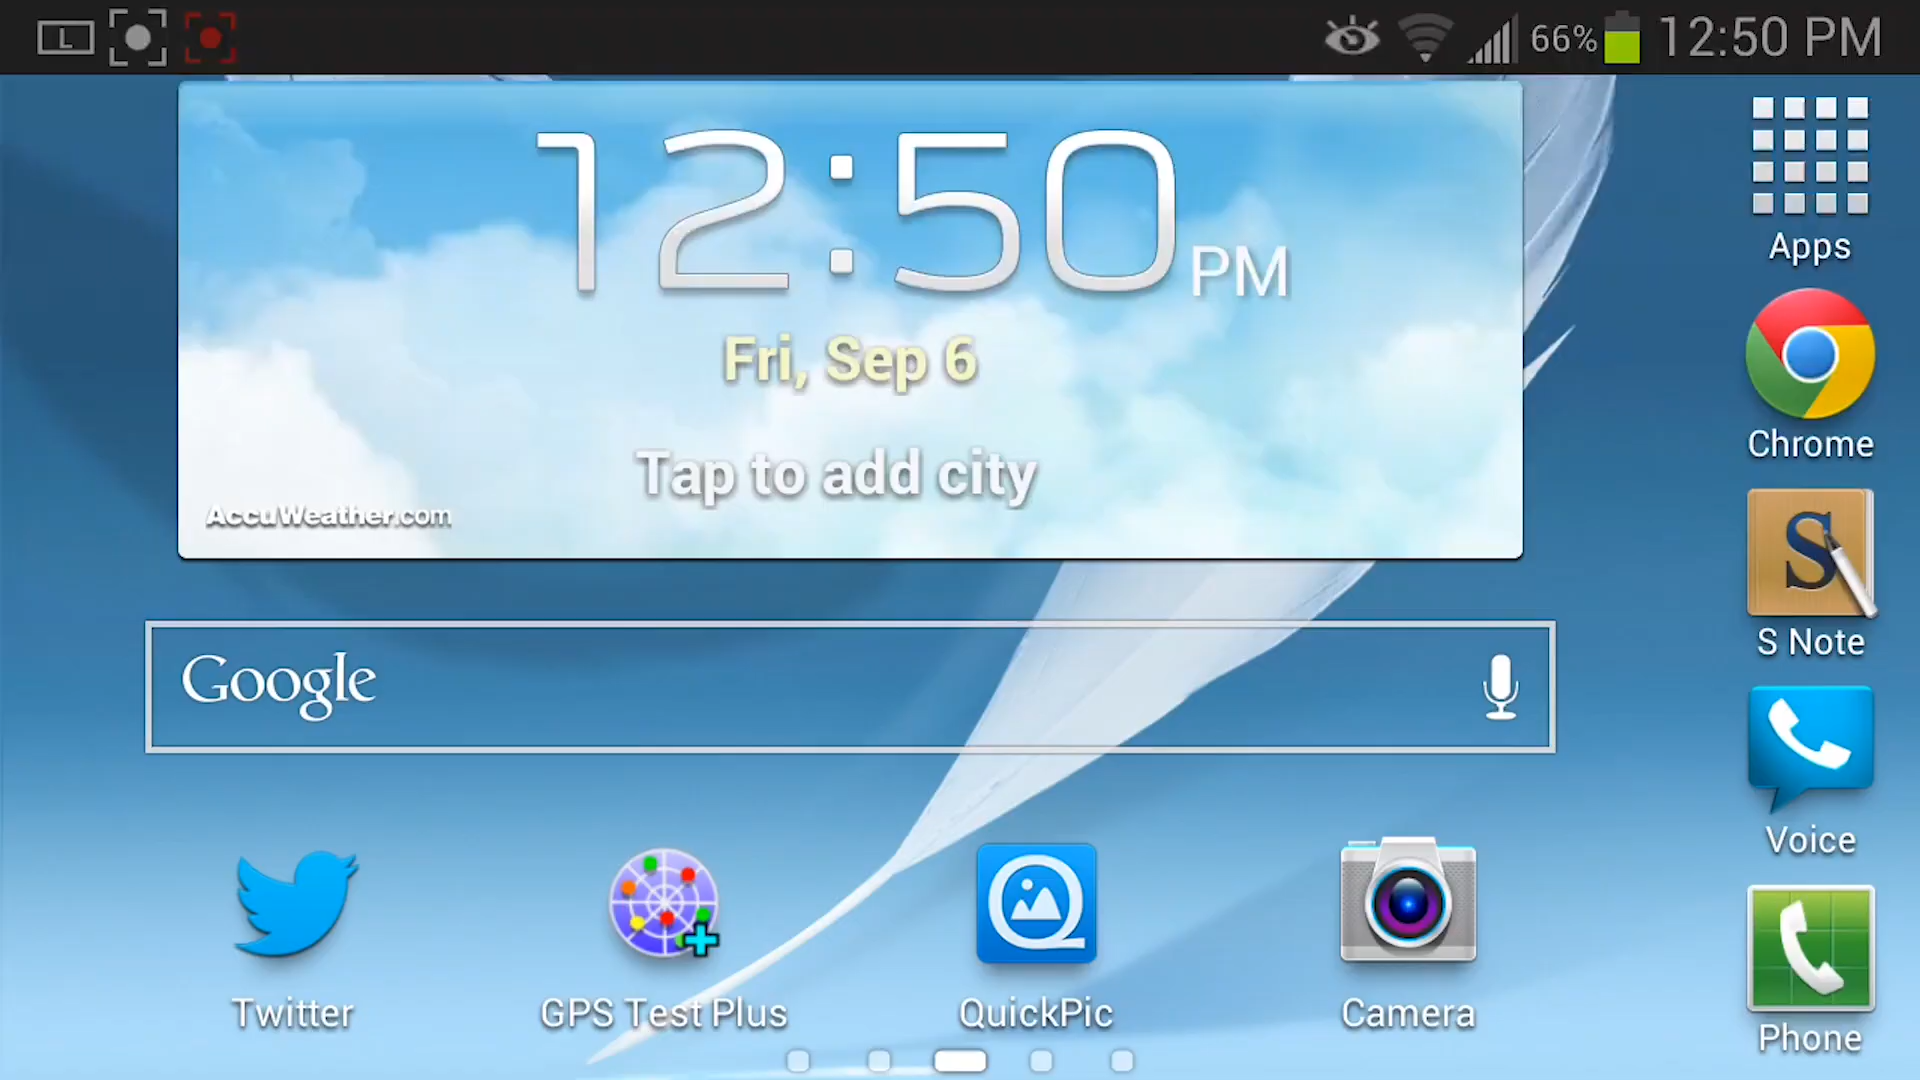 L
66%
12:50 PM
12:50 PM
Fri, Sep 6
Tap to add city
AccuWeather.com
Google
Apps
Chrome
S
S Note
Voice
Phone
Twitter
GPS Test Plus
QuickPic
Camera